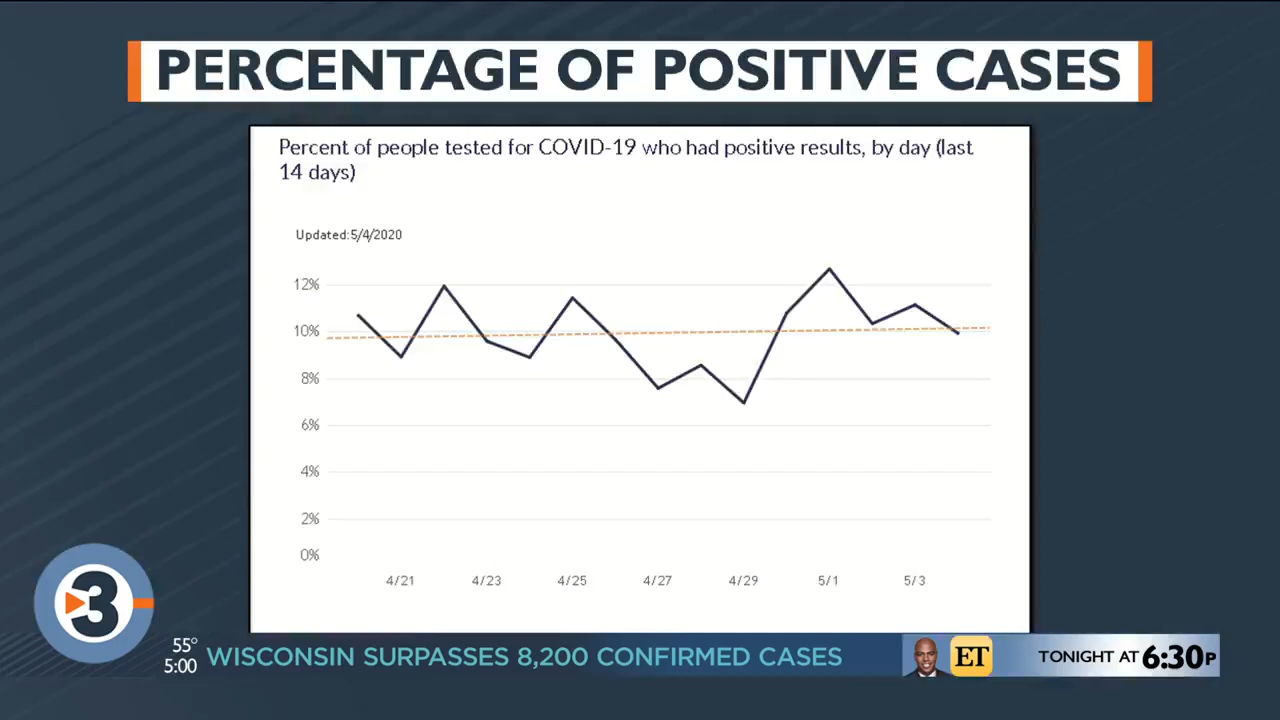 PERCENTAGE OF POSITIVE CASES
Percent of people tested for COVID-19 who had positive results, by day (last
14 days)
Updated:5/4/2020
12%
10%
8%
6%
4%
2%
0%
4/21 4/23 4/25 4/27 4/29 5/1 5/3
3
55°
5:00
WISCONSIN SURPASSES 8,200 CONFIRMED CASES
ET
TONIGHT AT 6:30P